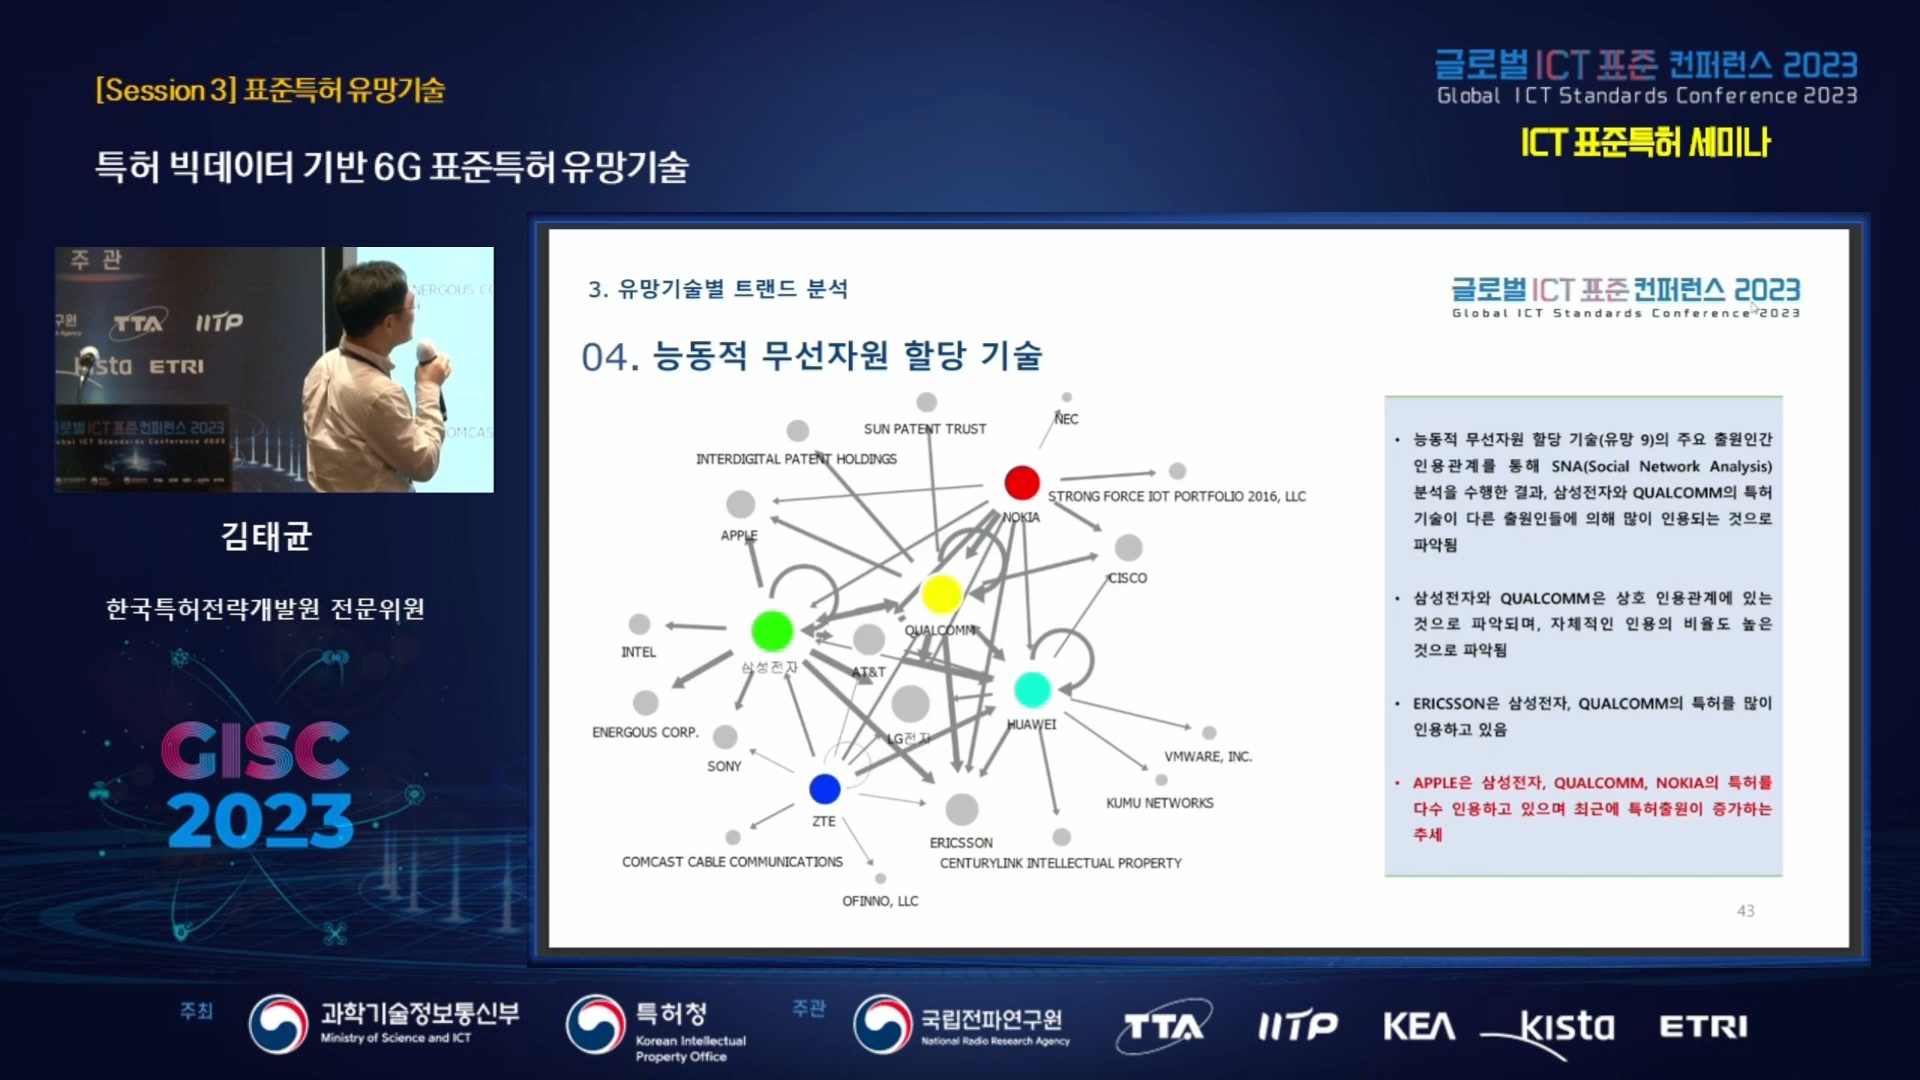 [Session 3] 표준특허 유망기술
특허 빅데이터 기반 6G 표준특허 유망기술
글로벌 ICT 표준 컨퍼런스 2023
Global ICT Standards Conference 2023
ICT 표준특허 세미나
주 관
TTA IITP
kista ETRI
김태균
한국특허전략개발원 전문위원
GISC
2023
3. 유망기술별 트랜드 분석
글로벌 ICT 표준 컨퍼런스 2023
Global ICT Standards Conference 2023
04. 능동적 무선자원 할당 기술
NEC
SUN PATENT TRUST
INTERDIGITAL PATENT HOLDINGS
STRONG FORCE IOT PORTFOLIO 2016, LLC
NOKIA
APPLE
CISCO
QUALCOMM
INTEL
삼성전자
AT&T
HUAWEI
ENERGOUS CORP.
LG전자
SONY
VMWARE, INC.
KUMU NETWORKS
ZTE
ERICSSON
COMCAST CABLE COMMUNICATIONS
CENTURYLINK INTELLECTUAL PROPERTY
OFINNO, LLC
• 능동적 무선자원 할당 기술(유망 9)의 주요 출원인간
인용관계를 통해 SNA(Social Network Analysis)
분석을 수행한 결과, 삼성전자와 QUALCOMM의 특허
기술이 다른 출원인들에 의해 많이 인용되는 것으로
파악됨
• 삼성전자와 QUALCOMM은 상호 인용관계에 있는
것으로 파악되며, 자체적인 인용의 비율도 높은
것으로 파악됨
• ERICSSON은 삼성전자, QUALCOMM의 특허를 많이
인용하고 있음
• APPLE은 삼성전자, QUALCOMM, NOKIA의 특허를
다수 인용하고 있으며 최근에 특허출원이 증가하는
추세
43
주최
과학기술정보통신부
Ministry of Science and ICT
특허청
Korean Intellectual
Property Office
주관
국립전파연구원
National Radio Research Agency
TTA
IITP
KEA
kista
ETRI